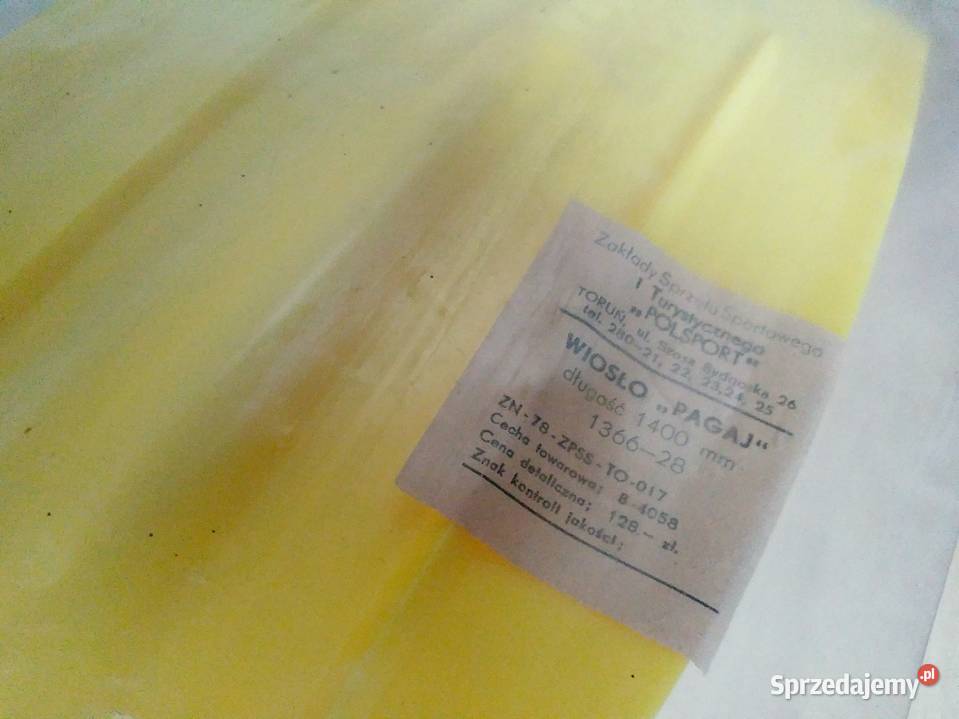 Zakłady Sprzętu Sportowego
i Turystycznego
„POLSPORT"
TORUŃ, ul. Szosa Bydgoska 26
tel. 280-21, 22, 23,24, 25
WIOSŁO „PAGAJ"
długość 1400 mm
1366-28
ZN-78-ZPSS-TO-017
Cecha towarowa; B-4058
Cena detaliczna; 128.- zł.
Znak kontroli jakości;
Sprzedajemy.pl